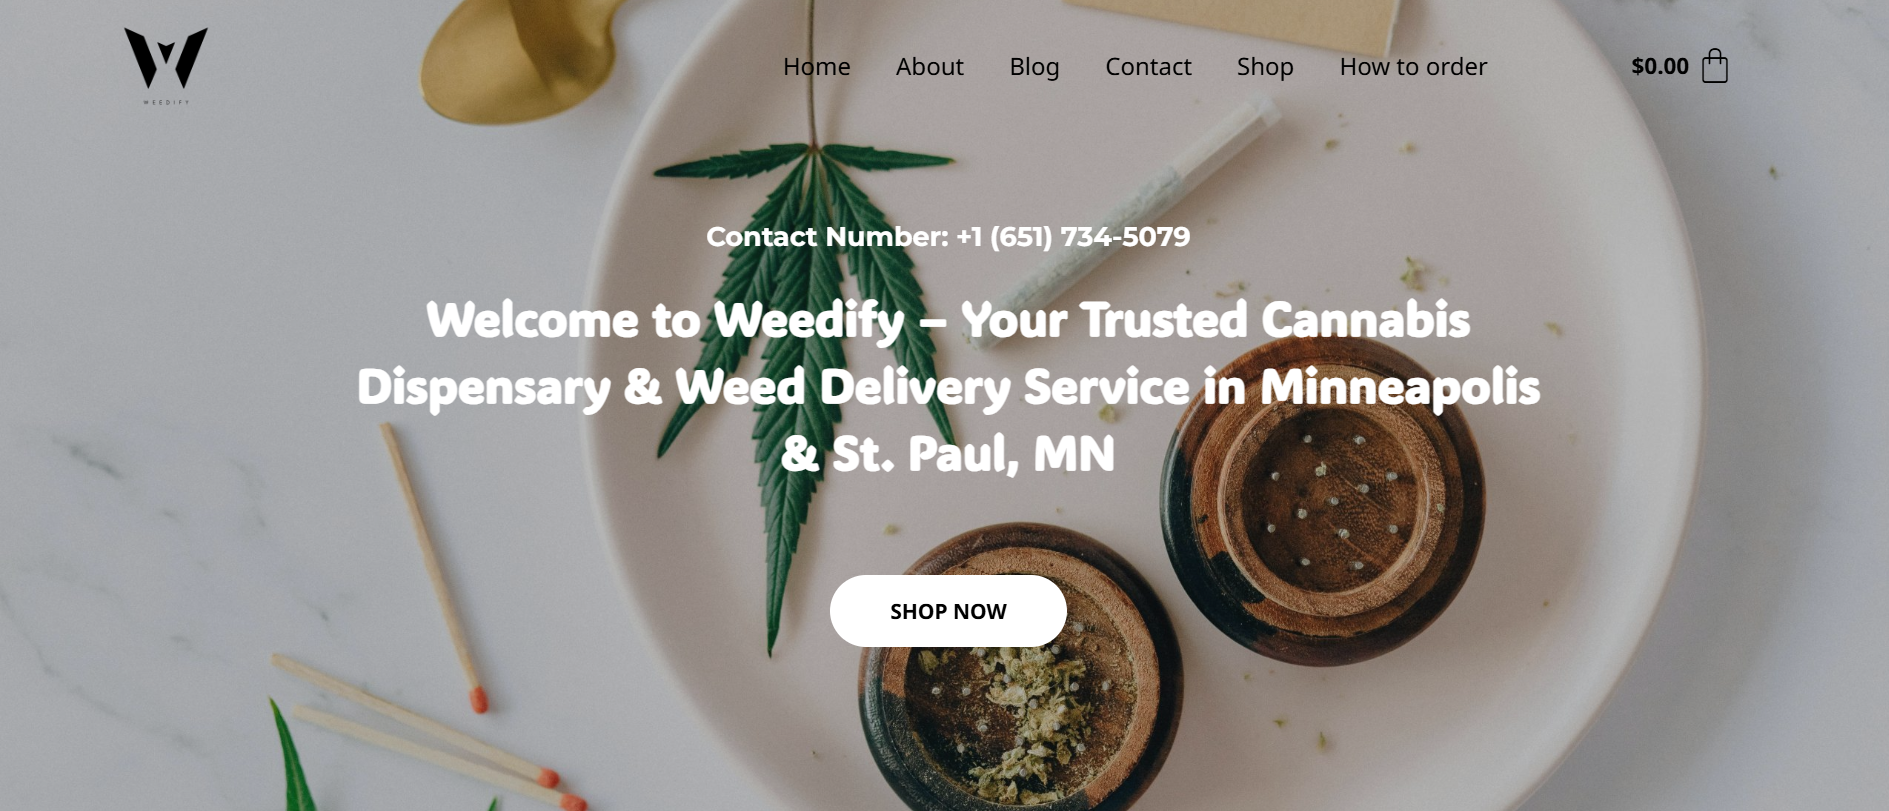 WEEDIFY
Home About Blog Contact Shop How to order $0.00
Contact Number: +1 (651) 734-5079
Welcome to Weedify – Your Trusted Cannabis
Dispensary & Weed Delivery Service in Minneapolis
& St. Paul, MN
SHOP NOW